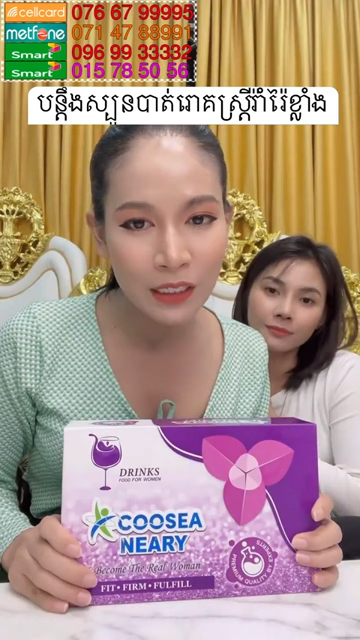 cellcard 076 67 99995
metfone 071 47 88991
Smart 096 99 33332
Smart 015 78 50 56
បន្តឹងស្បូនបាត់រោគស្ត្រីរ៉ាំរ៉ៃខ្លាំង
DRINKS
FOOD FOR WOMEN
COOSEA
NEARY
Become The Real Woman
FIT • FIRM • FULFILL
PREMIUM QUALITY BY